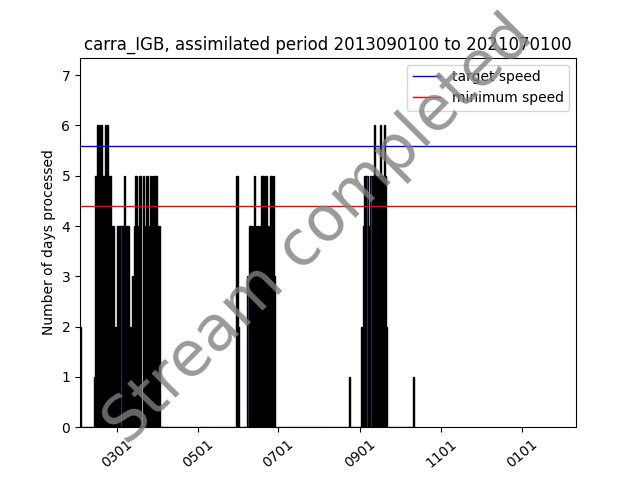 carra_IGB, assimilated period 2013090100 to 2021070100
target speed
minimum speed
Stream completed
Number of days processed
7
6
5
4
3
2
1
0
0301
0501
0701
0901
1101
0101